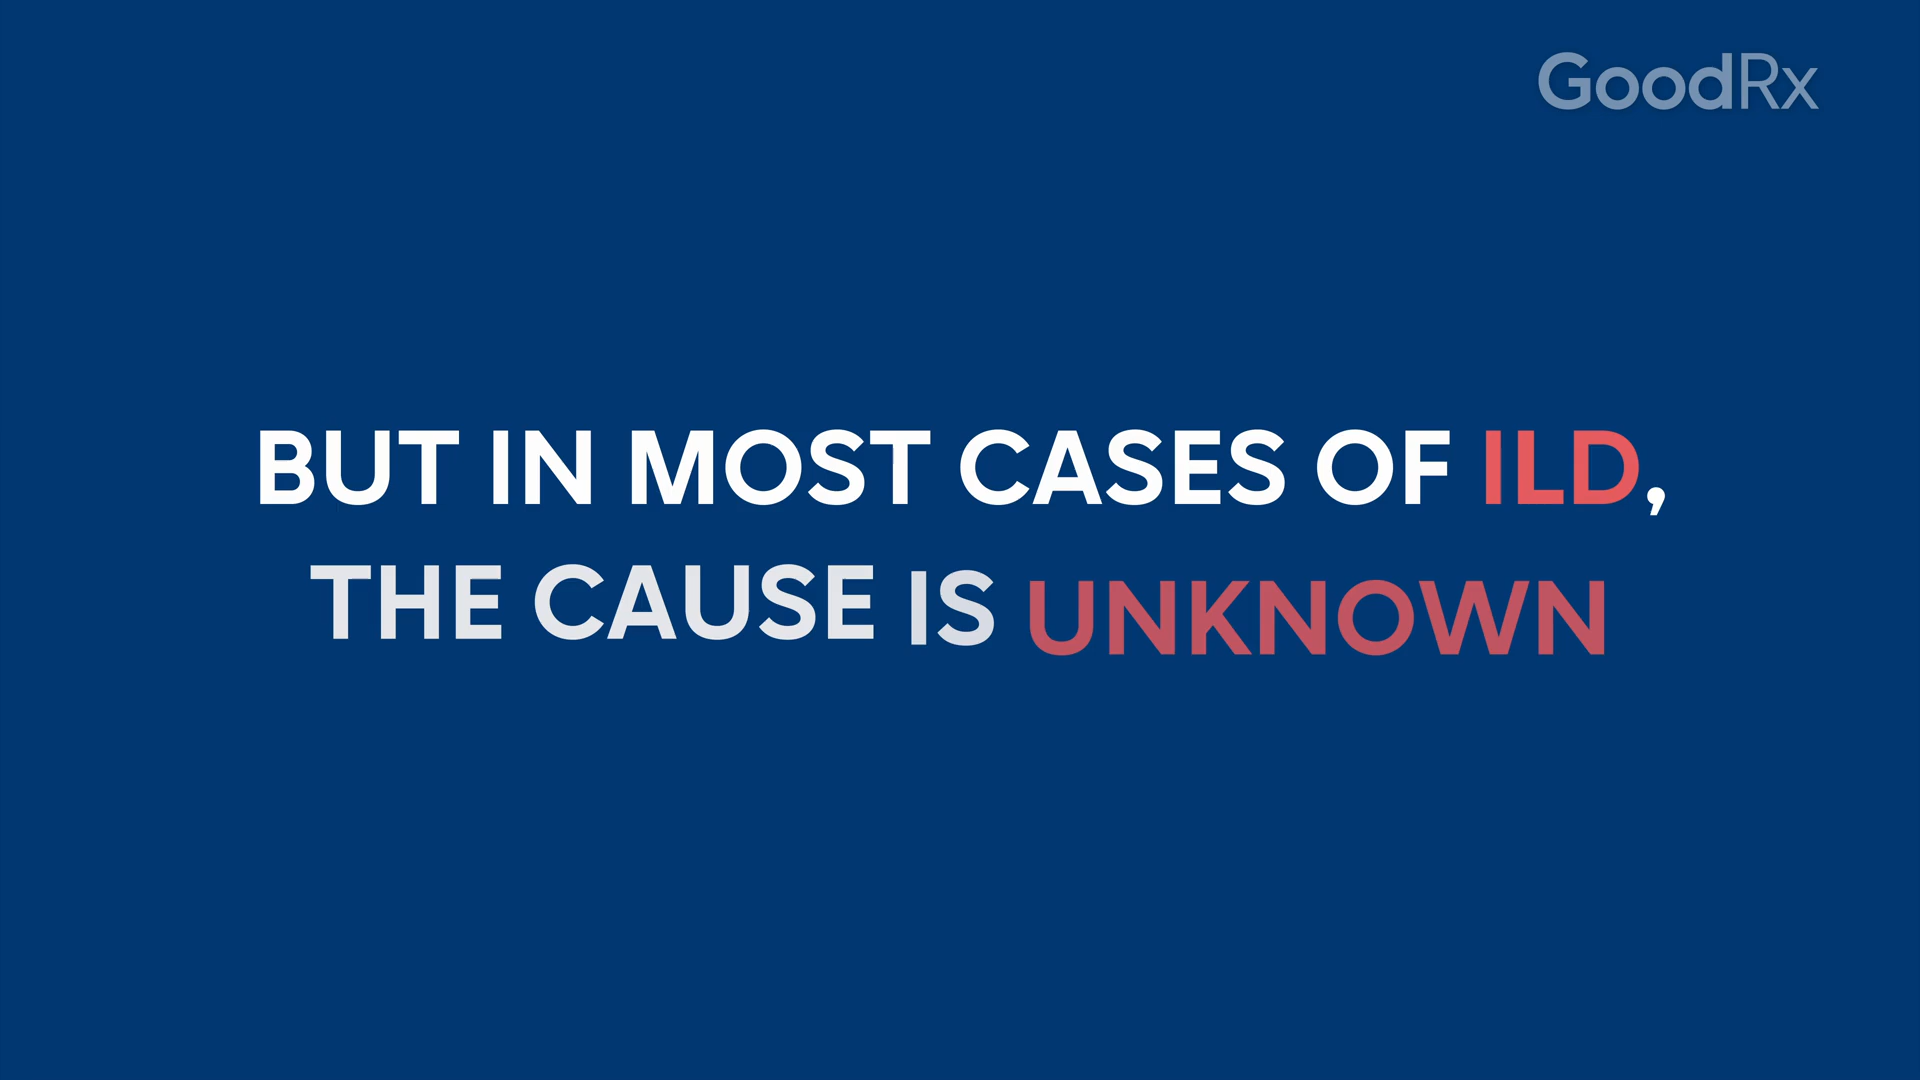 GoodRx
BUT IN MOST CASES OF ILD,
THE CAUSE IS UNKNOWN